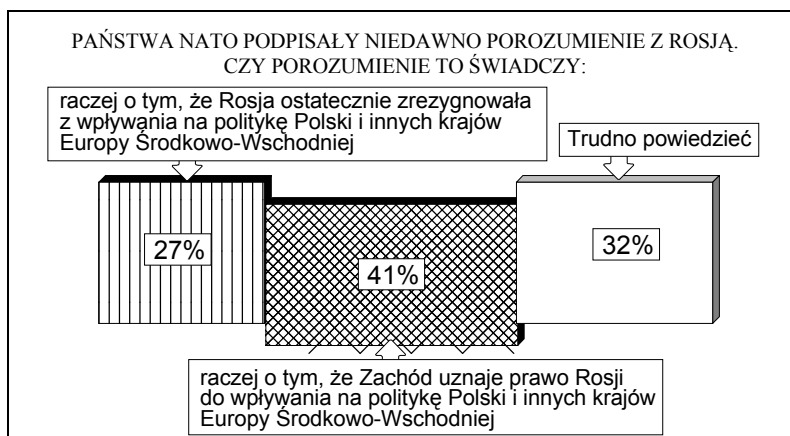 PAŃSTWA NATO PODPISAŁY NIEDAWNO POROZUMIENIE Z ROSJĄ.
CZY POROZUMIENIE TO ŚWIADCZY:
raczej o tym, że Rosja ostatecznie zrezygnowała
z wpływania na politykę Polski i innych krajów
Europy Środkowo-Wschodniej
Trudno powiedzieć
27%
41%
32%
raczej o tym, że Zachód uznaje prawo Rosji
do wpływania na politykę Polski i innych krajów
Europy Środkowo-Wschodniej